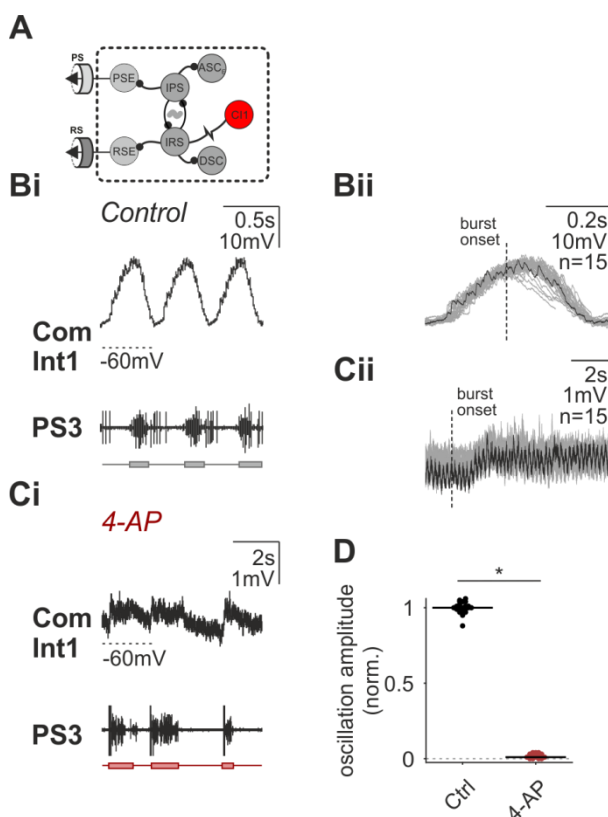 A
PS
PSE
IPS
ASCE
CI1
RS
RSE
IRS
DSC
Bi
Control
0.5s
10mV
Com
Int1
-60mV
PS3
Bii
burst
onset
0.2s
10mV
n=15
Cii
burst
onset
2s
1mV
n=15
Ci
4-AP
2s
1mV
Com
Int1
-60mV
PS3
D
*
oscillation amplitude
(norm.)
1
0.5
0
Ctrl
4-AP